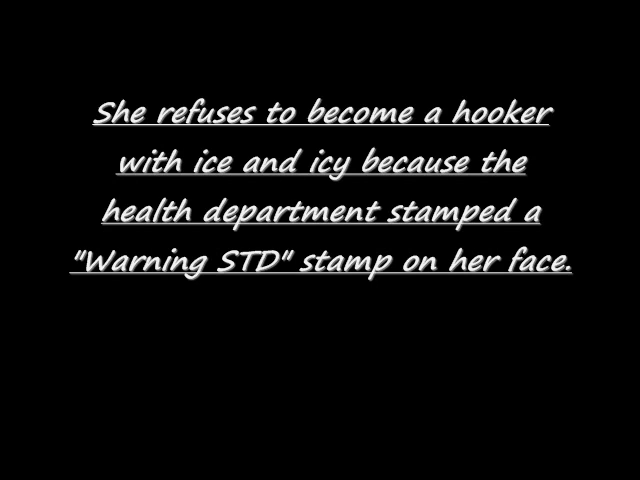 She refuses to become a hooker
with ice and icy because the
health department stamped a
"Warning STD" stamp on her face.